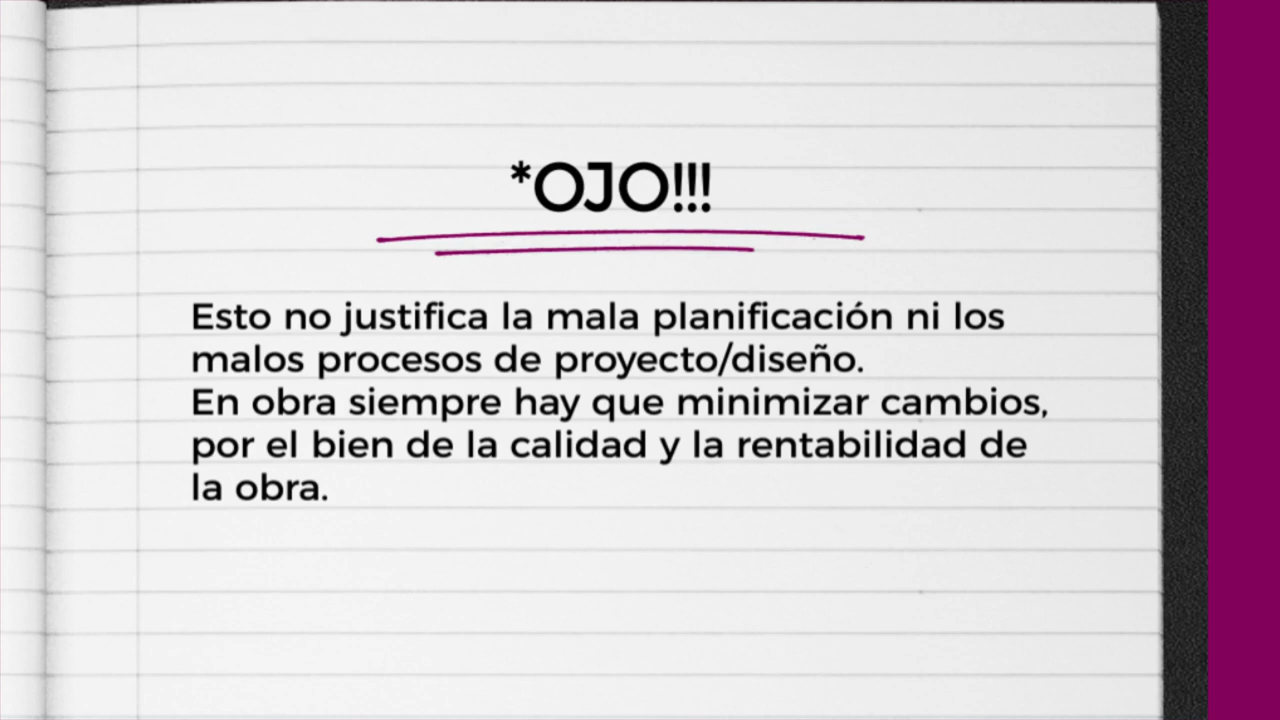 *OJO!!!
Esto no justifica la mala planificación ni los
malos procesos de proyecto/diseño.
En obra siempre hay que minimizar cambios,
por el bien de la calidad y la rentabilidad de
la obra.